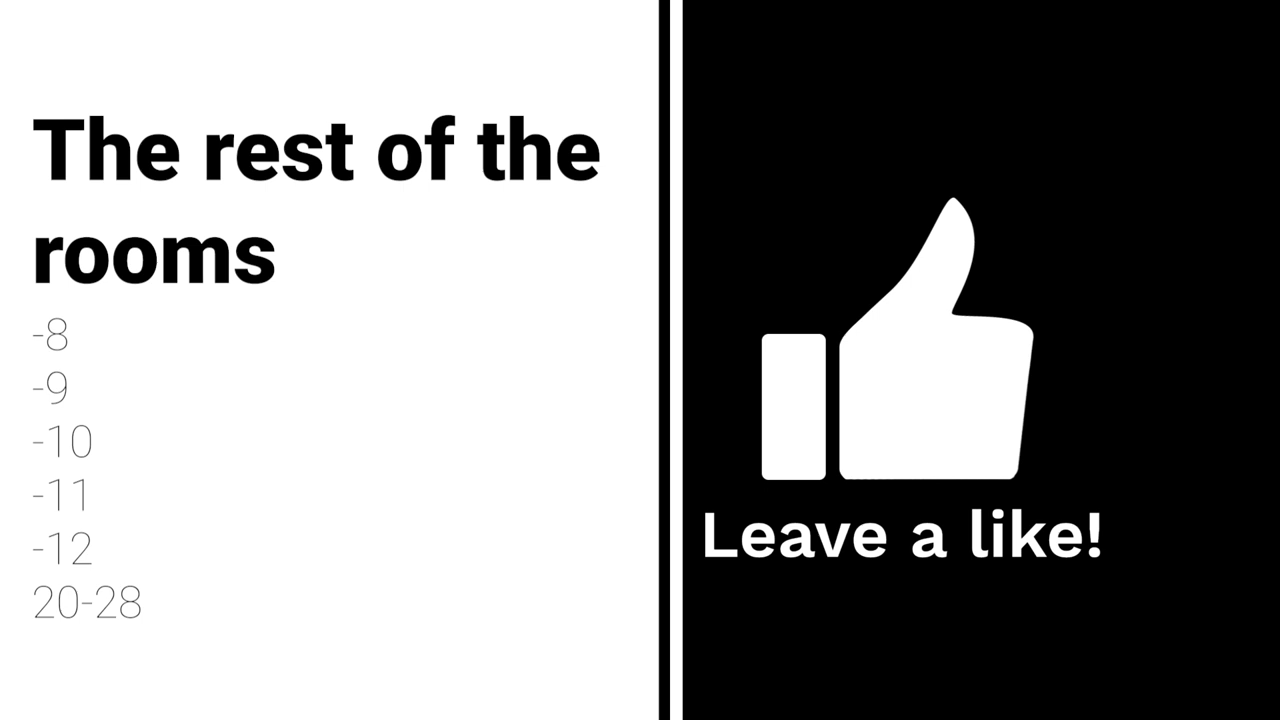 The rest of the
rooms
-8
-9
-10
-11
-12
20-28
Leave a like!